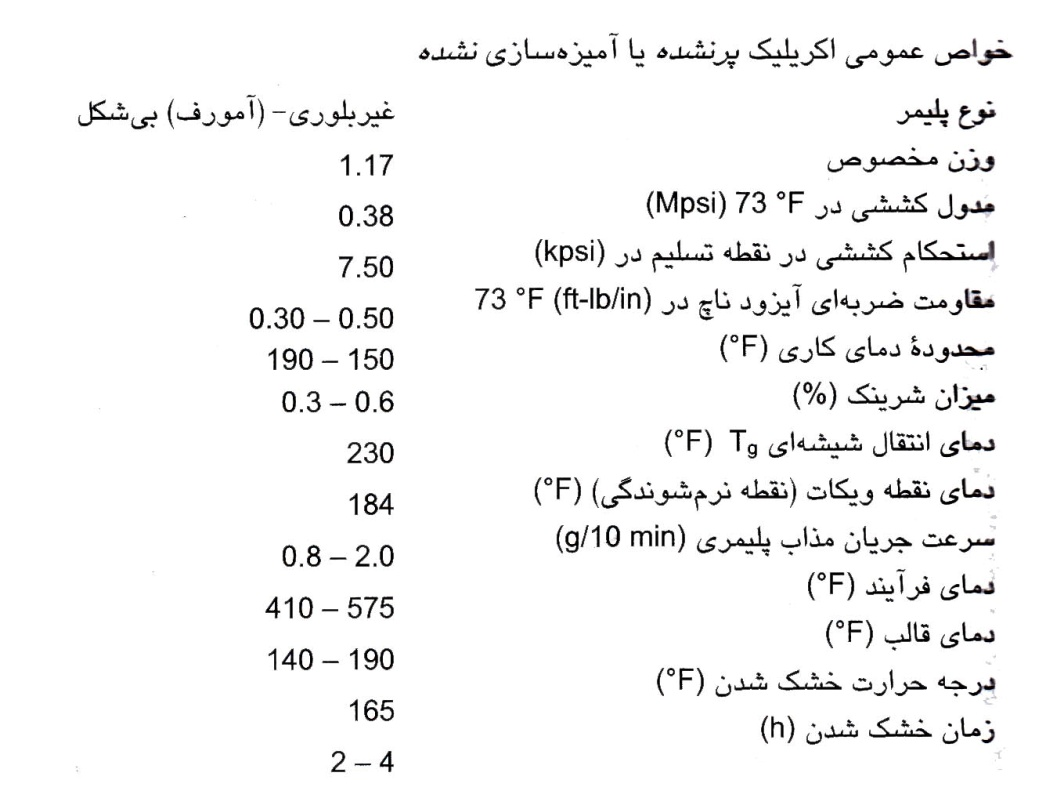 خواص عمومی اکریلیک پرنشده یا آمیزه‌سازی نشده
نوع پلیمر غیربلوری- (آمورف) بی‌شکل
وزن مخصوص 1.17
مدول کششی در 73 °F (Mpsi) 0.38
استحکام کششی در نقطه تسلیم در (kpsi) 7.50
مقاومت ضربه‌ای آیزود ناچ در 73 °F (ft-lb/in) 0.30 – 0.50
محدودهٔ دمای کاری (°F) 190 – 150
میزان شرینک (%) 0.3 – 0.6
دمای انتقال شیشه‌ای Tg (°F) 230
دمای نقطه ویکات (نقطه نرم‌شوندگی) (°F) 184
سرعت جریان مذاب پلیمری (g/10 min) 0.8 – 2.0
دمای فرآیند (°F) 410 – 575
دمای قالب (°F) 140 – 190
درجه حرارت خشک شدن (°F) 165
زمان خشک شدن (h) 2 – 4